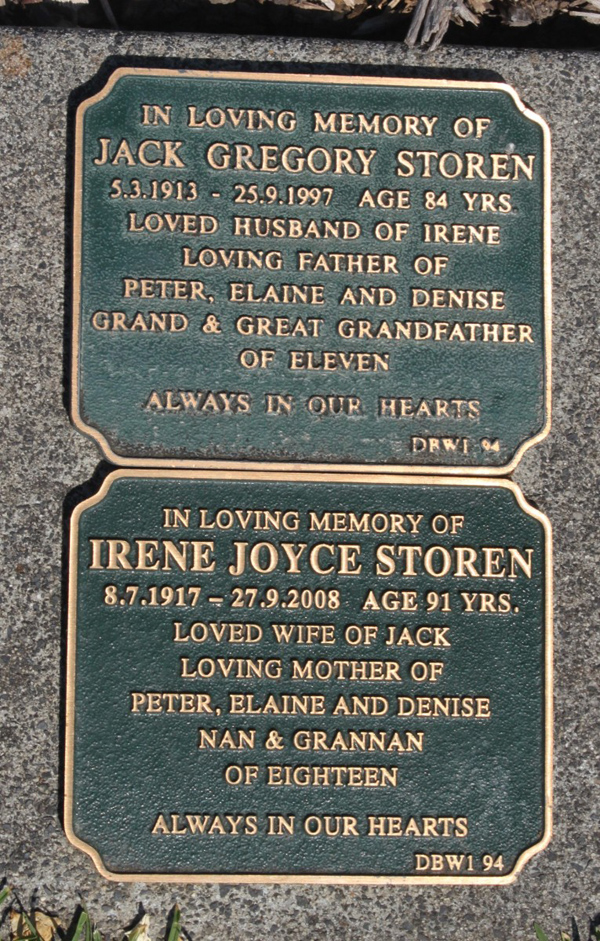 IN LOVING MEMORY OF
JACK GREGORY STOREN
5.3.1913 - 25.9.1997 AGE 84 YRS
LOVED HUSBAND OF IRENE
LOVING FATHER OF
PETER, ELAINE AND DENISE
GRAND & GREAT GRANDFATHER
OF ELEVEN
ALWAYS IN OUR HEARTS
DBW1 94
IN LOVING MEMORY OF
IRENE JOYCE STOREN
8.7.1917 – 27.9.2008 AGE 91 YRS.
LOVED WIFE OF JACK
LOVING MOTHER OF
PETER, ELAINE AND DENISE
NAN & GRANNAN
OF EIGHTEEN
ALWAYS IN OUR HEARTS
DBW1 94